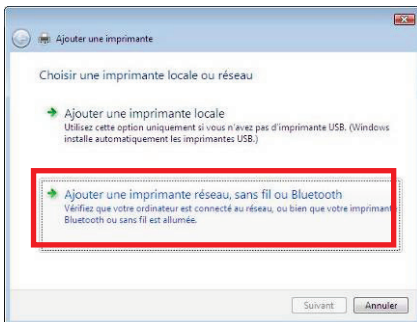 Ajouter une imprimante
Choisir une imprimante locale ou réseau
Ajouter une imprimante locale
Utilisez cette option uniquement si vous n'avez pas d'imprimante USB. (Windows
installe automatiquement les imprimantes USB.)
Ajouter une imprimante réseau, sans fil ou Bluetooth
Vérifiez que votre ordinateur est connecté au réseau, ou bien que votre imprimante
Bluetooth ou sans fil est allumée.
Suivant Annuler